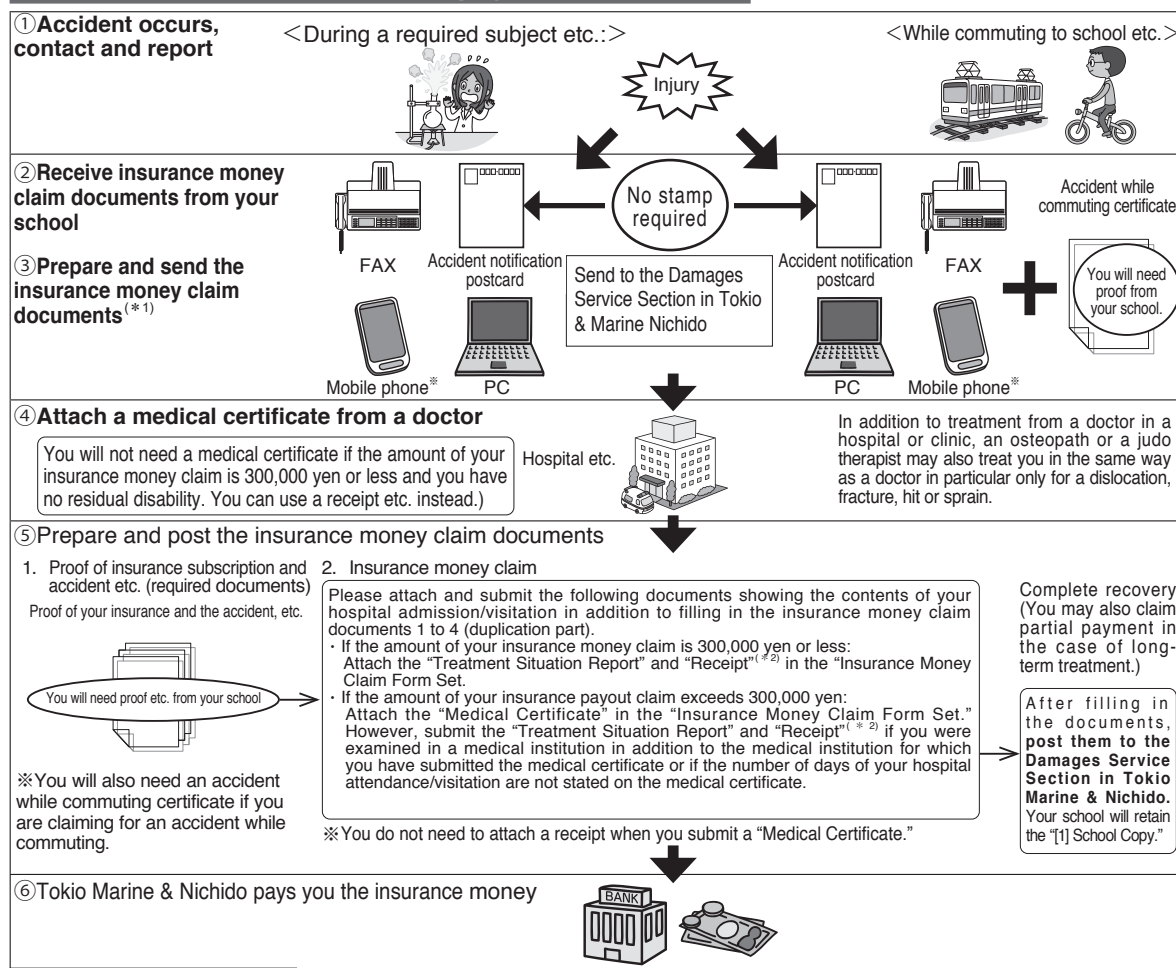 ①Accident occurs,
contact and report
＜During a required subject etc.:＞
Injury
＜While commuting to school etc.＞
②Receive insurance money
claim documents from your
school
③Prepare and send the
insurance money claim
documents(＊1)
FAX
Accident notification
postcard
Mobile phone※
PC
No stamp
required
Send to the Damages
Service Section in Tokio
& Marine Nichido
Accident notification
postcard
FAX
PC
Mobile phone※
Accident while
commuting certificate
You will need
proof from
your school.
④Attach a medical certificate from a doctor
You will not need a medical certificate if the amount of your
insurance money claim is 300,000 yen or less and you have
no residual disability. You can use a receipt etc. instead.)
Hospital etc.
In addition to treatment from a doctor in a
hospital or clinic, an osteopath or a judo
therapist may also treat you in the same way
as a doctor in particular only for a dislocation,
fracture, hit or sprain.
⑤Prepare and post the insurance money claim documents
1. Proof of insurance subscription and
accident etc. (required documents)
Proof of your insurance and the accident, etc.
You will need proof etc. from your school
※You will also need an accident
while commuting certificate if you
are claiming for an accident while
commuting.
2. Insurance money claim
Please attach and submit the following documents showing the contents of your
hospital admission/visitation in addition to filling in the insurance money claim
documents 1 to 4 (duplication part).
・If the amount of your insurance money claim is 300,000 yen or less:
Attach the “Treatment Situation Report” and “Receipt”(＊2) in the “Insurance Money
Claim Form Set.
・If the amount of your insurance payout claim exceeds 300,000 yen:
Attach the “Medical Certificate” in the “Insurance Money Claim Form Set.”
However, submit the “Treatment Situation Report” and “Receipt”(＊2) if you were
examined in a medical institution in addition to the medical institution for which
you have submitted the medical certificate or if the number of days of your hospital
attendance/visitation are not stated on the medical certificate.
※You do not need to attach a receipt when you submit a “Medical Certificate.”
Complete recovery
(You may also claim
partial payment in
the case of long-
term treatment.)
After filling in
the documents,
post them to the
Damages Service
Section in Tokio
Marine & Nichido.
Your school will retain
the “[1] School Copy.”
⑥Tokio Marine & Nichido pays you the insurance money
BANK